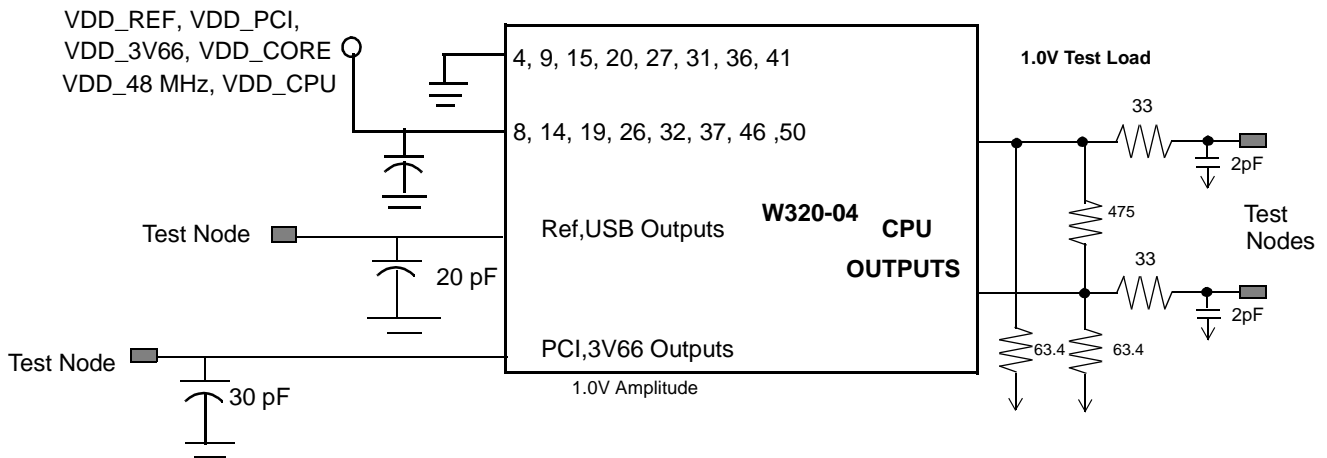 VDD_REF, VDD_PCI,
VDD_3V66, VDD_CORE
VDD_48 MHz, VDD_CPU
4, 9, 15, 20, 27, 31, 36, 41
8, 14, 19, 26, 32, 37, 46 ,50
1.0V Test Load
33
2pF
475
Test
Nodes
33
2pF
63.4
63.4
W320-04
CPU
OUTPUTS
Test Node
Ref,USB Outputs
20 pF
Test Node
PCI,3V66 Outputs
30 pF
1.0V Amplitude